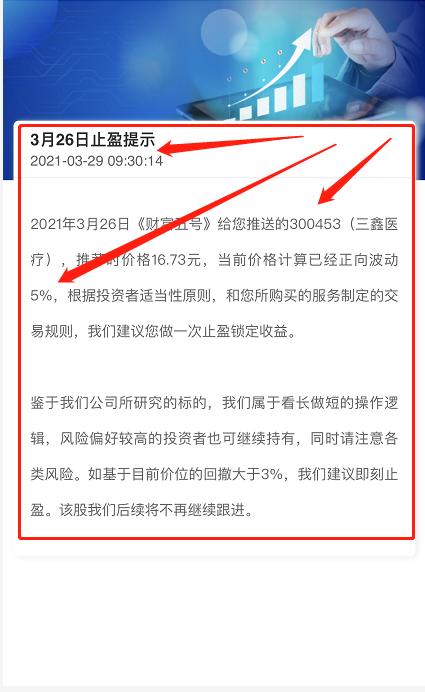 3月26日止盈提示
2021-03-29 09:30:14
2021年3月26日《财富五号》给您推送的300453（三鑫医
疗），推荐时价格16.73元，当前价格计算已经正向波动
5%，根据投资者适当性原则，和您所购买的服务制定的交
易规则，我们建议您做一次止盈锁定收益。
鉴于我们公司所研究的标的，我们属于看长做短的操作逻
辑，风险偏好较高的投资者也可继续持有，同时请注意各
类风险。如基于目前价位的回撤大于3%，我们建议即刻止
盈。该股我们后续将不再继续跟进。